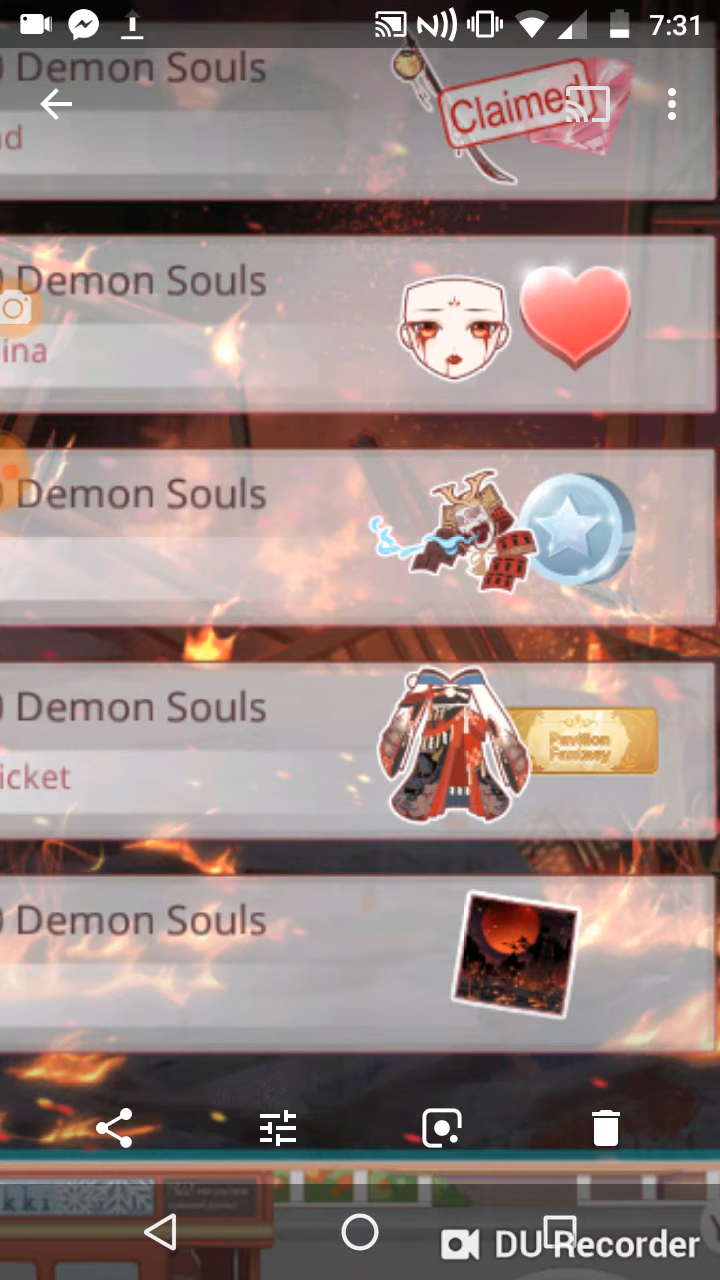 7:31
Demon Souls
Claimed
d
Demon Souls
ina
Demon Souls
Demon Souls
icket
Pavilion
Fantasy
Demon Souls
kki
DU Recorder